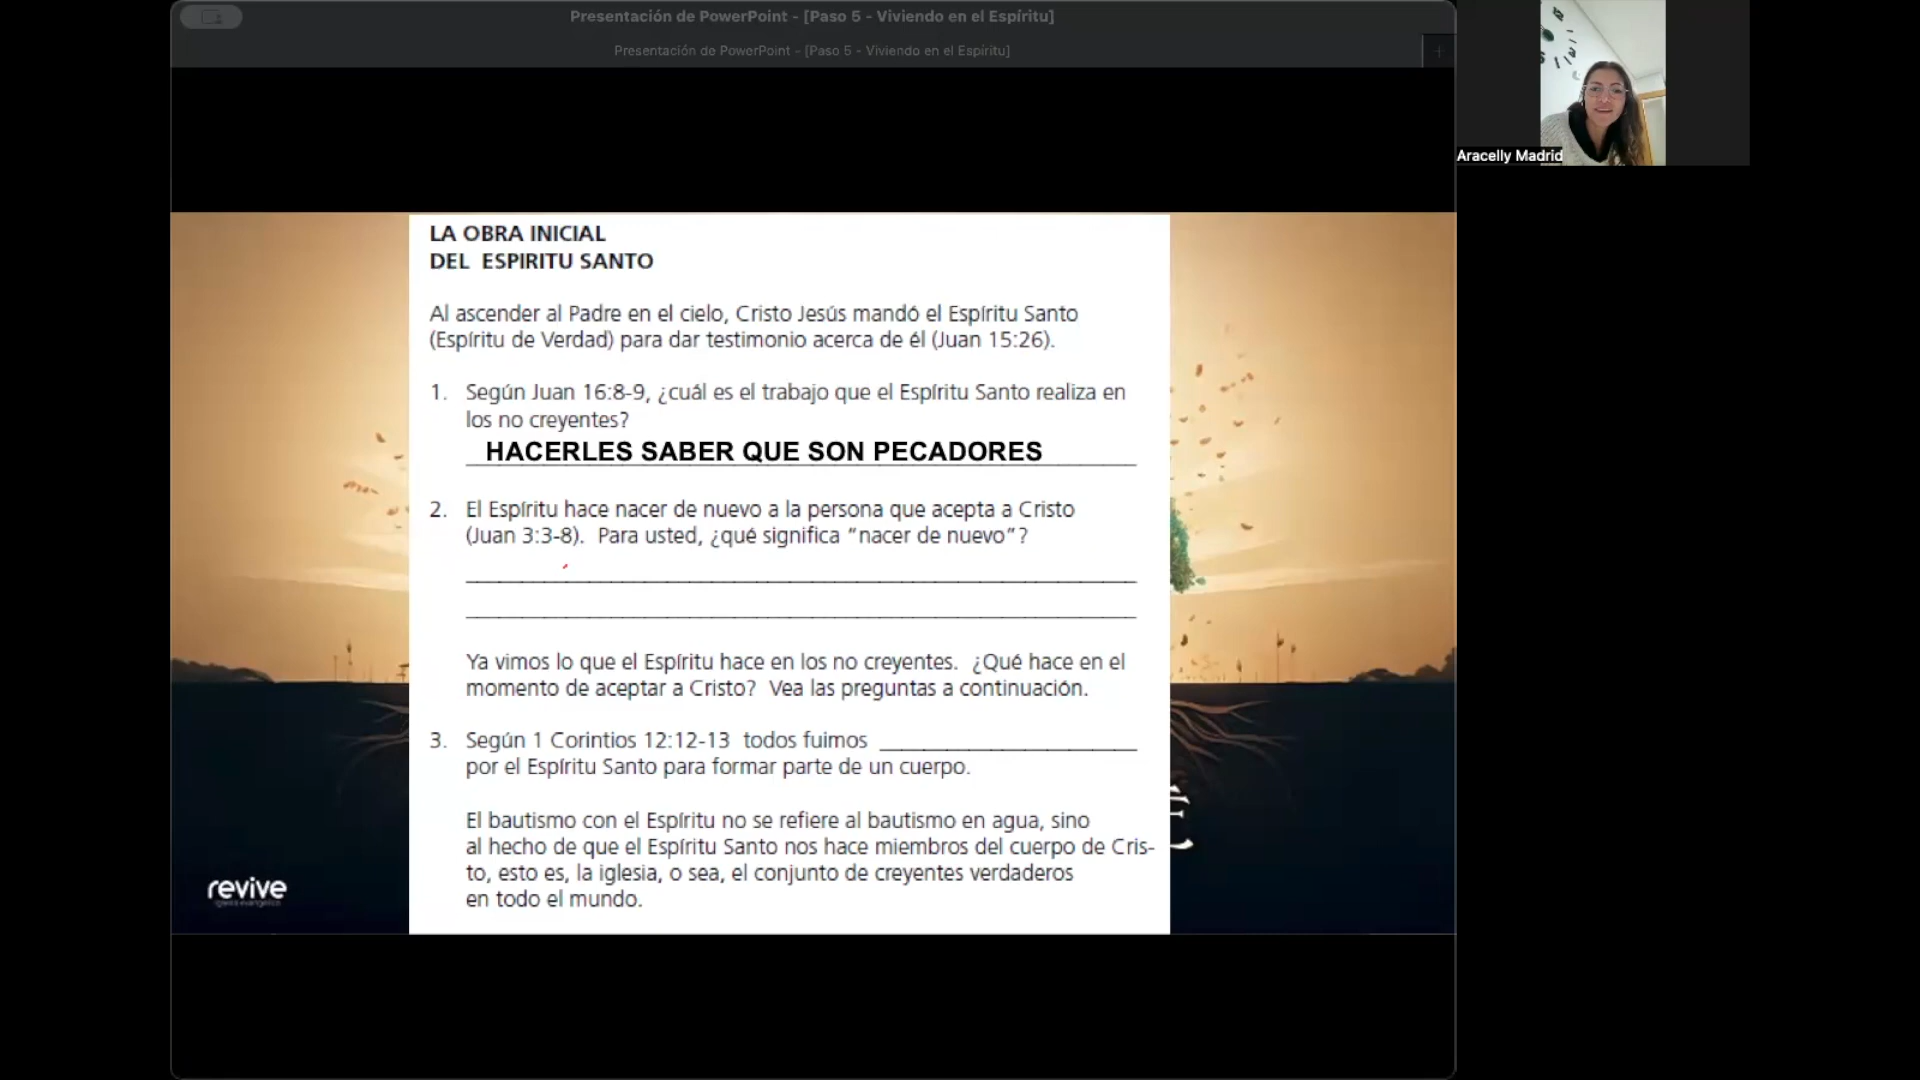 Presentación de PowerPoint - [Paso 5 - Viviendo en el Espíritu]
Presentación de PowerPoint - [Paso 5 - Viviendo en el Espíritu]
Aracelly Madrid
LA OBRA INICIAL
DEL ESPIRITU SANTO
Al ascender al Padre en el cielo, Cristo Jesús mandó el Espíritu Santo
(Espíritu de Verdad) para dar testimonio acerca de él (Juan 15:26).
1. Según Juan 16:8-9, ¿cuál es el trabajo que el Espíritu Santo realiza en
los no creyentes?
HACERLES SABER QUE SON PECADORES
2. El Espíritu hace nacer de nuevo a la persona que acepta a Cristo
(Juan 3:3-8). Para usted, ¿qué significa “nacer de nuevo”?
Ya vimos lo que el Espíritu hace en los no creyentes. ¿Qué hace en el
momento de aceptar a Cristo? Vea las preguntas a continuación.
3. Según 1 Corintios 12:12-13 todos fuimos
por el Espíritu Santo para formar parte de un cuerpo.
El bautismo con el Espíritu no se refiere al bautismo en agua, sino
al hecho de que el Espíritu Santo nos hace miembros del cuerpo de Cris-
to, esto es, la iglesia, o sea, el conjunto de creyentes verdaderos
en todo el mundo.
revive